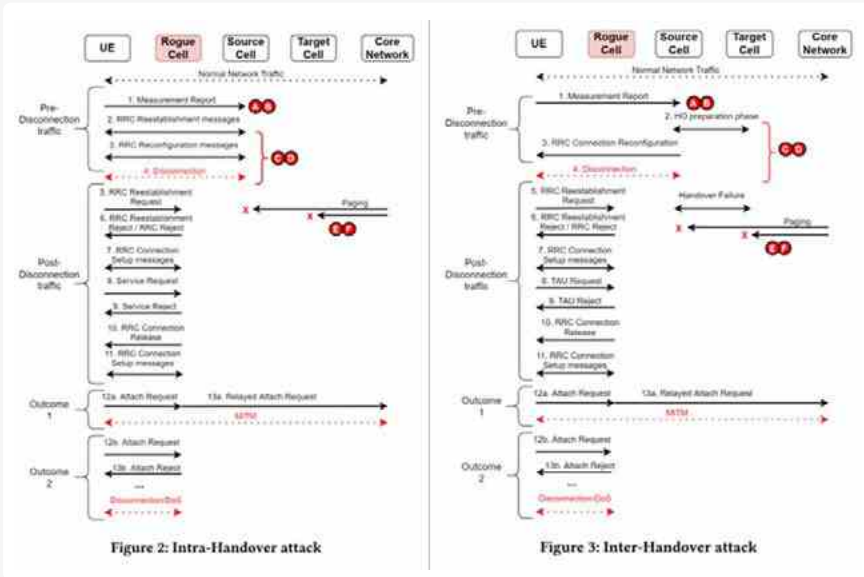 UE
Rogue
Cell
Source
Cell
Target
Cell
Core
Network
Normal Network Traffic
Pre-
Disconnection
traffic
1. Measurement Report
A B
2. RRC Reestablishment messages
3. RRC Reconfiguration messages
C D
4. Disconnection
Post-
Disconnection
traffic
5. RRC Reestablishment
Request
Paging
X
X
6. RRC Reestablishment
Reject / RRC Reject
E F
7. RRC Connection
Setup messages
8. Service Request
9. Service Reject
10. RRC Connection
Release
11. RRC Connection
Setup messages
Outcome
1
12a. Attach Request
13a. Relayed Attach Request
MITM
Outcome
2
12b. Attach Request
13b. Attach Reject
...
Disconnection/DoS
Figure 2: Intra-Handover attack
UE
Rogue
Cell
Source
Cell
Target
Cell
Core
Network
Normal Network Traffic
Pre-
Disconnection
traffic
1. Measurement Report
A B
2. HO preparation phase
3. RRC Connection Reconfiguration
C D
4. Disconnection
Post-
Disconnection
traffic
5. RRC Reestablishment
Request
Handover Failure
6. RRC Reestablishment
Reject / RRC Reject
Paging
X
X
E F
7. RRC Connection
Setup messages
8. TAU Request
9. TAU Reject
10. RRC Connection
Release
11. RRC Connection
Setup messages
Outcome
1
12a. Attach Request
13a. Relayed Attach Request
MITM
Outcome
2
12b. Attach Request
13b. Attach Reject
...
Disconnection/DoS
Figure 3: Inter-Handover attack